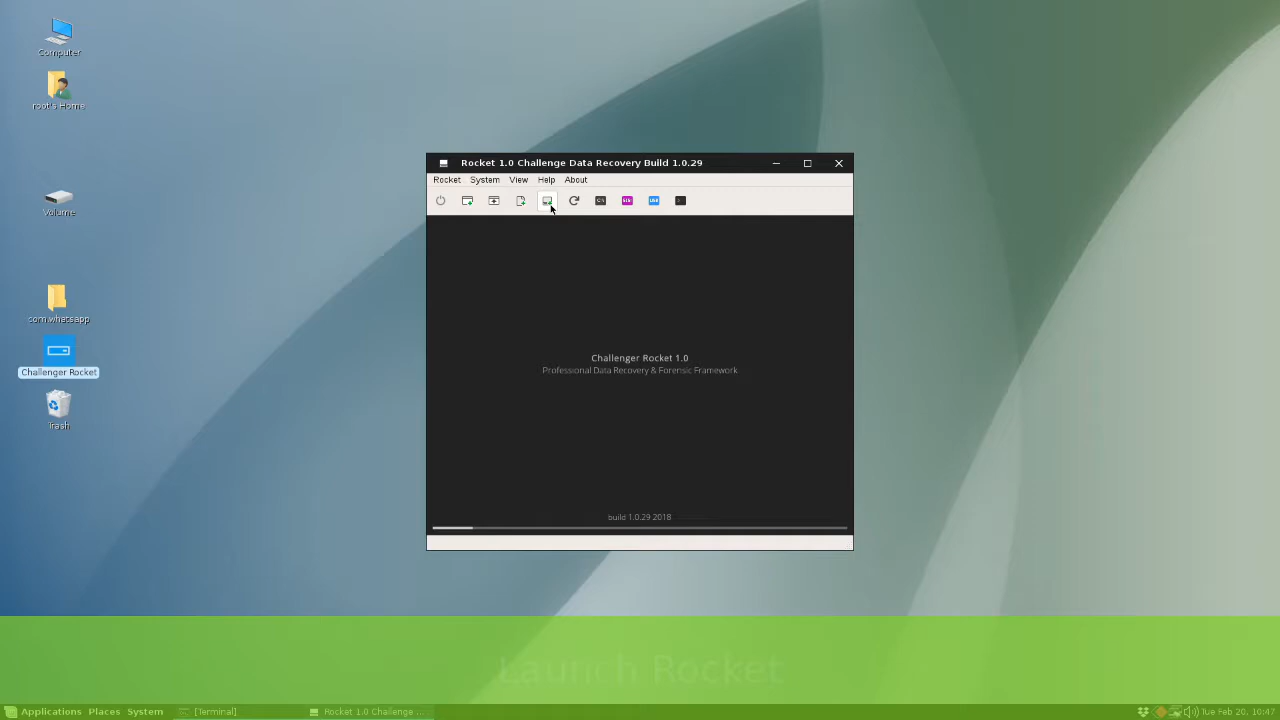 Computer
root's Home
Volume
com.whatsapp
Challenger Rocket
Trash
Rocket 1.0 Challenge Data Recovery Build 1.0.29
Rocket System View Help About
Challenger Rocket 1.0
Professional Data Recovery & Forensic Framework
build 1.0.29 2018
Launch Rocket
Applications Places System [Terminal] Rocket 1.0 Challenge ... Tue Feb 20, 10:47